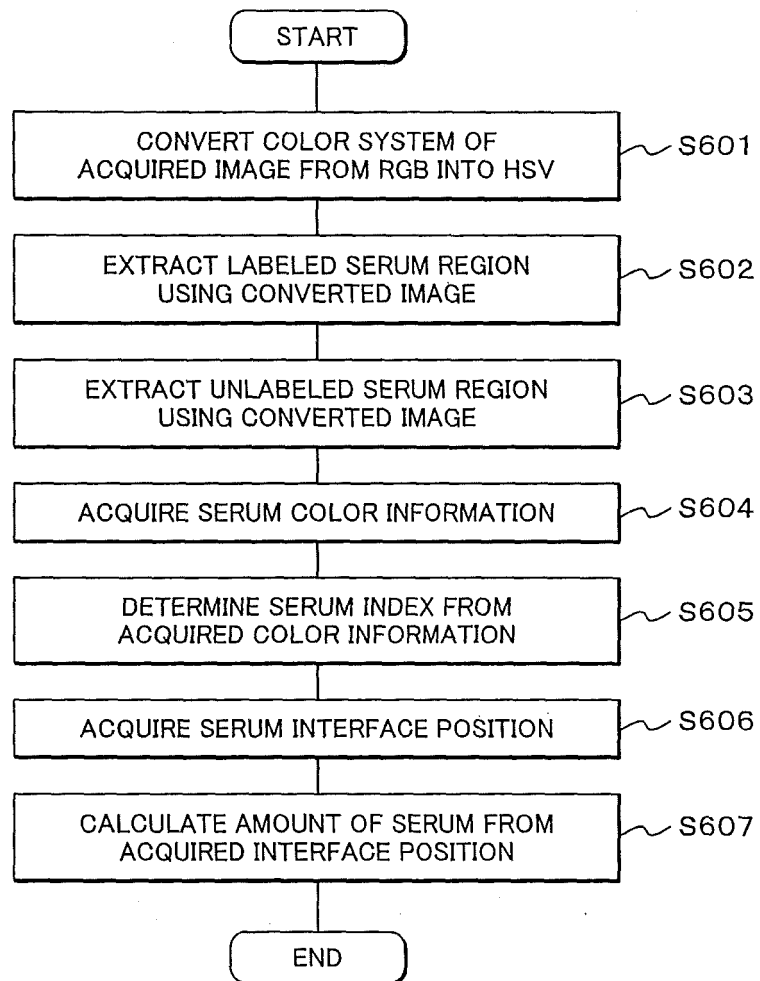 START
CONVERT COLOR SYSTEM OF
ACQUIRED IMAGE FROM RGB INTO HSV
S601
EXTRACT LABELED SERUM REGION
USING CONVERTED IMAGE
S602
EXTRACT UNLABELED SERUM REGION
USING CONVERTED IMAGE
S603
ACQUIRE SERUM COLOR INFORMATION
S604
DETERMINE SERUM INDEX FROM
ACQUIRED COLOR INFORMATION
S605
ACQUIRE SERUM INTERFACE POSITION
S606
CALCULATE AMOUNT OF SERUM FROM
ACQUIRED INTERFACE POSITION
S607
END